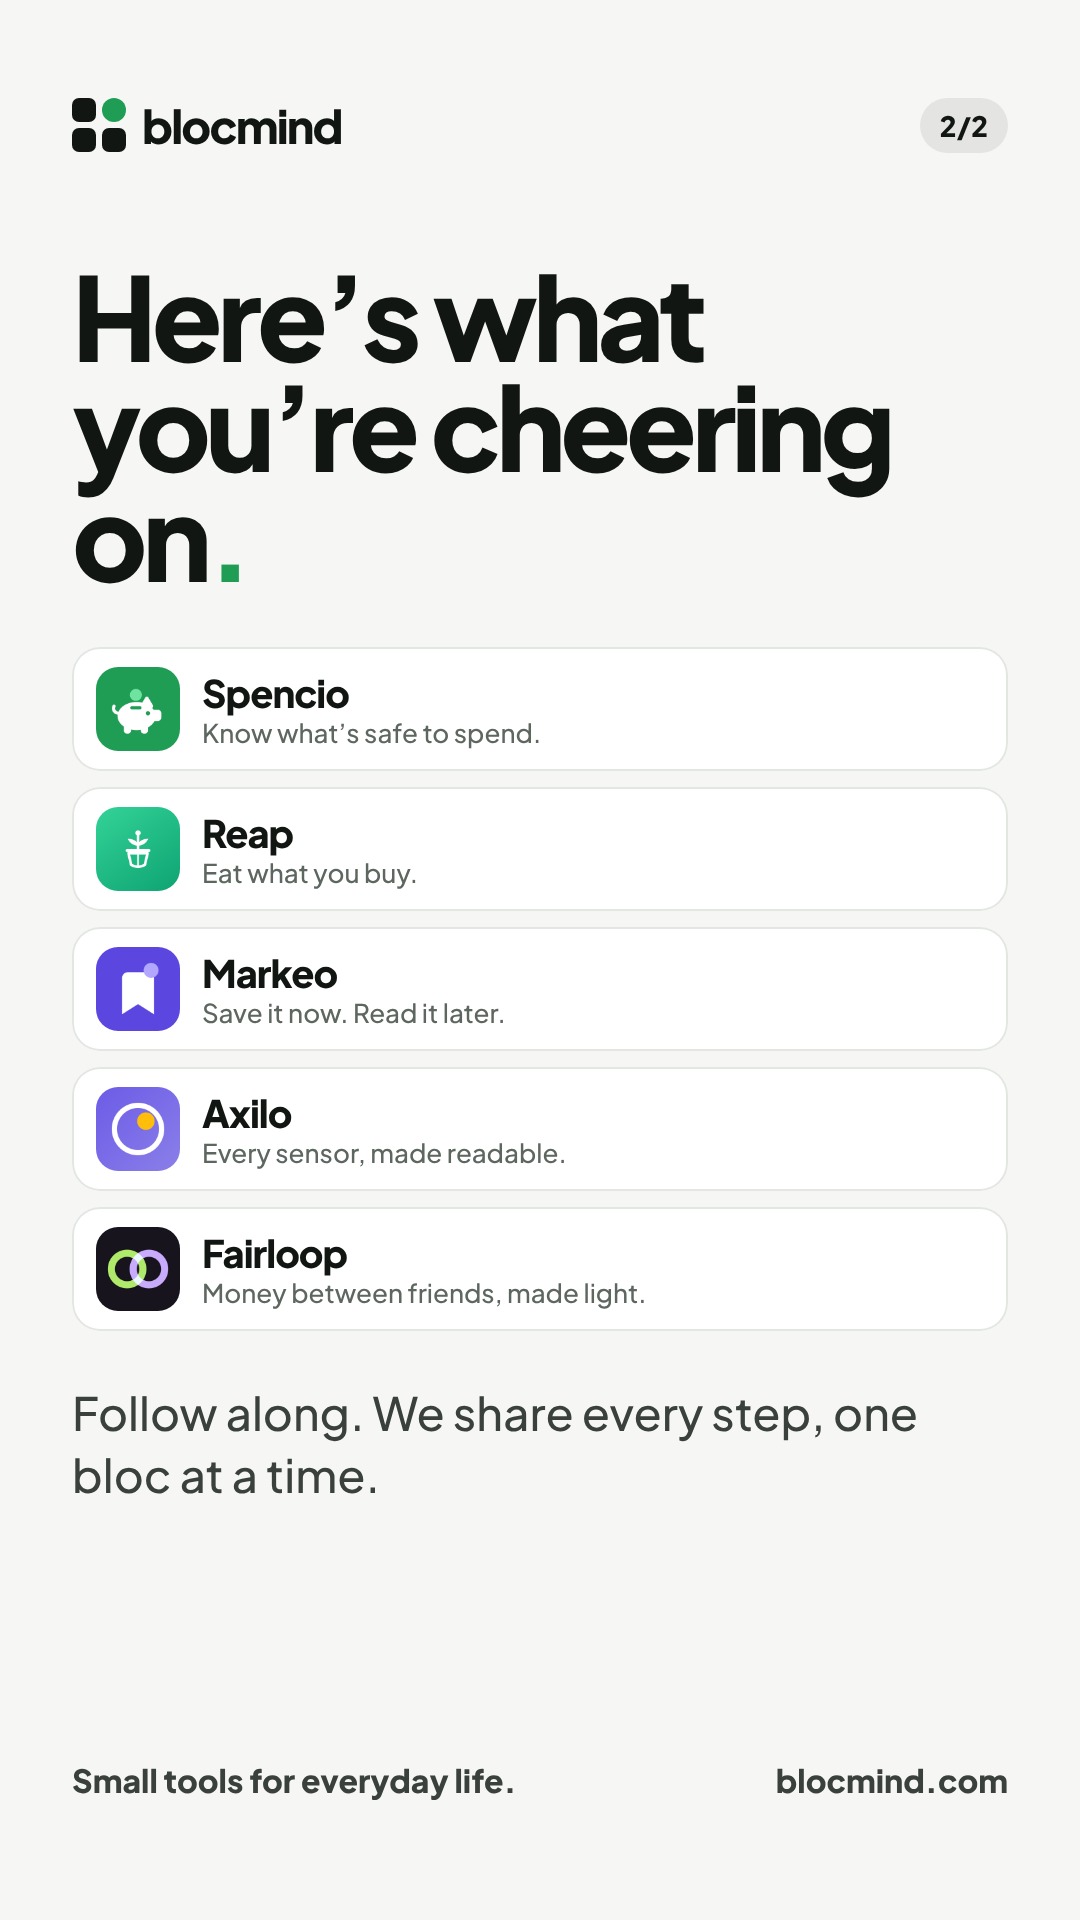 blocmind
2/2
Here’s what
you’re cheering
on.
Spencio
Know what’s safe to spend.
Reap
Eat what you buy.
Markeo
Save it now. Read it later.
Axilo
Every sensor, made readable.
Fairloop
Money between friends, made light.
Follow along. We share every step, one
bloc at a time.
Small tools for everyday life.
blocmind.com